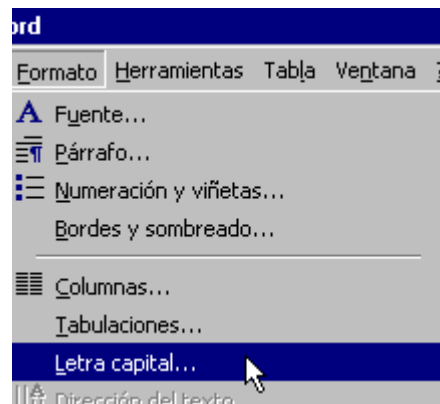 ord
Formato Herramientas Tabla Ventana ?
Fuente...
Párrafo...
Numeración y viñetas...
Bordes y sombreado...
Columnas...
Tabulaciones...
Letra capital...
Dirección del texto